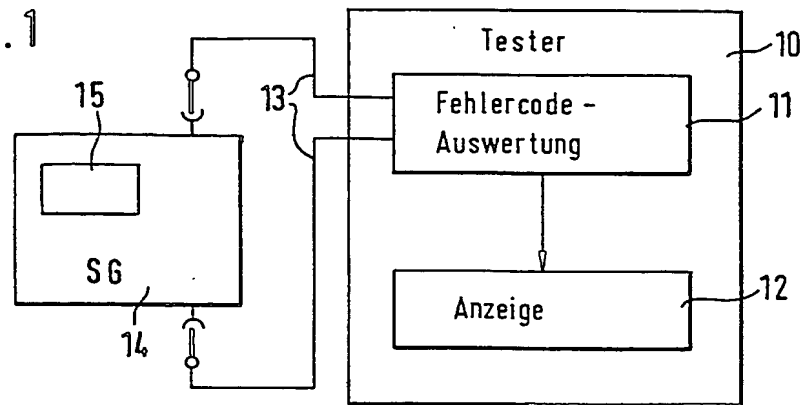 . 1
Tester
10
15
13
Fehlercode -
Auswertung
11
SG
14
Anzeige
12